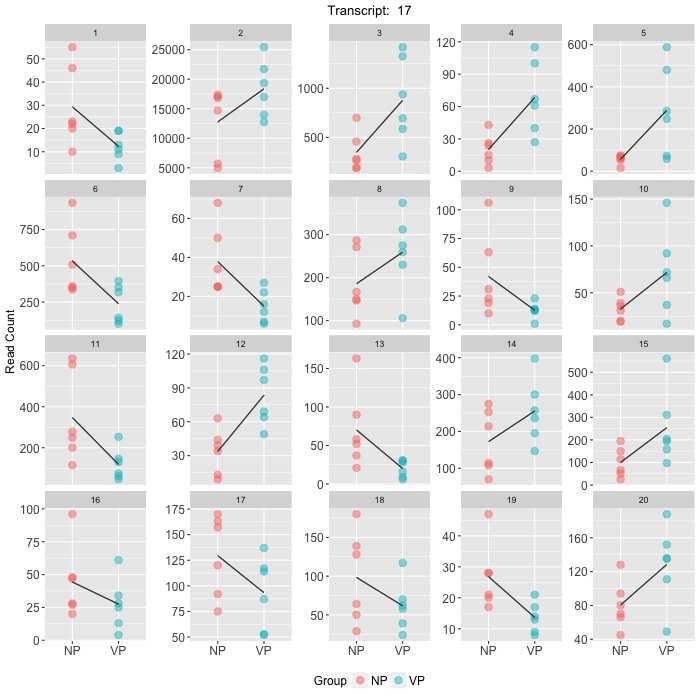 Transcript: 17
1 2 3 4 5
50 40 30 20 10
25000 20000 15000 10000 5000
1000 500
120 90 60 30 0
600 400 200 0
6 7 8 9 10
750 500 250
60 40 20
300 200 100
100 75 50 25 0
150 100 50
Read Count
11 12 13 14 15
600 400 200
120 90 60 30
150 100 50 0
400 300 200 100
500 400 300 200 100 0
16 17 18 19 20
100 75 50 25 0
175 150 125 100 75 50
150 100 50
40 30 20 10
160 120 80 40
NP VP NP VP NP VP NP VP NP VP
Group NP VP